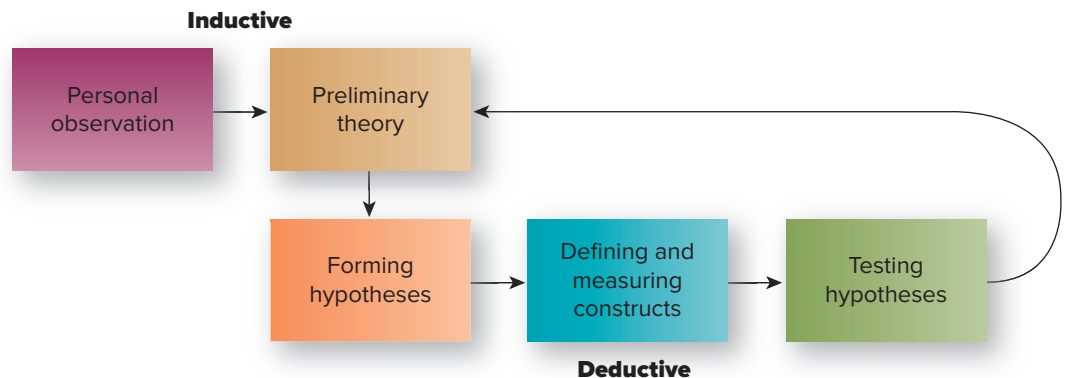 Inductive
Personal
observation
Preliminary
theory
Forming
hypotheses
Defining and
measuring
constructs
Testing
hypotheses
Deductive